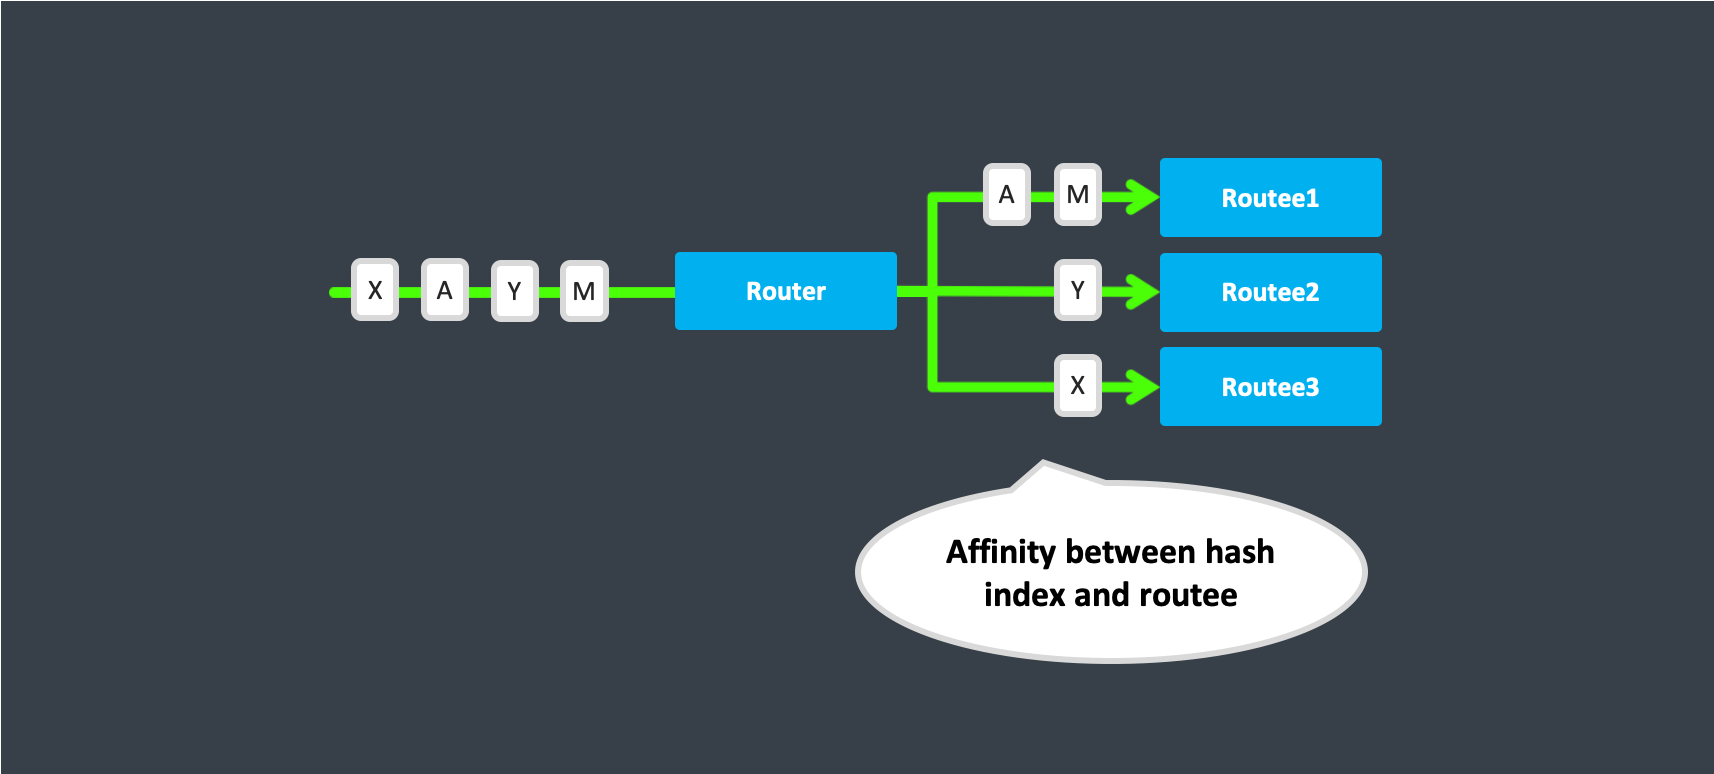 X A Y M
Router
A M
Routee1
Y
Routee2
X
Routee3
Affinity between hash
index and routee